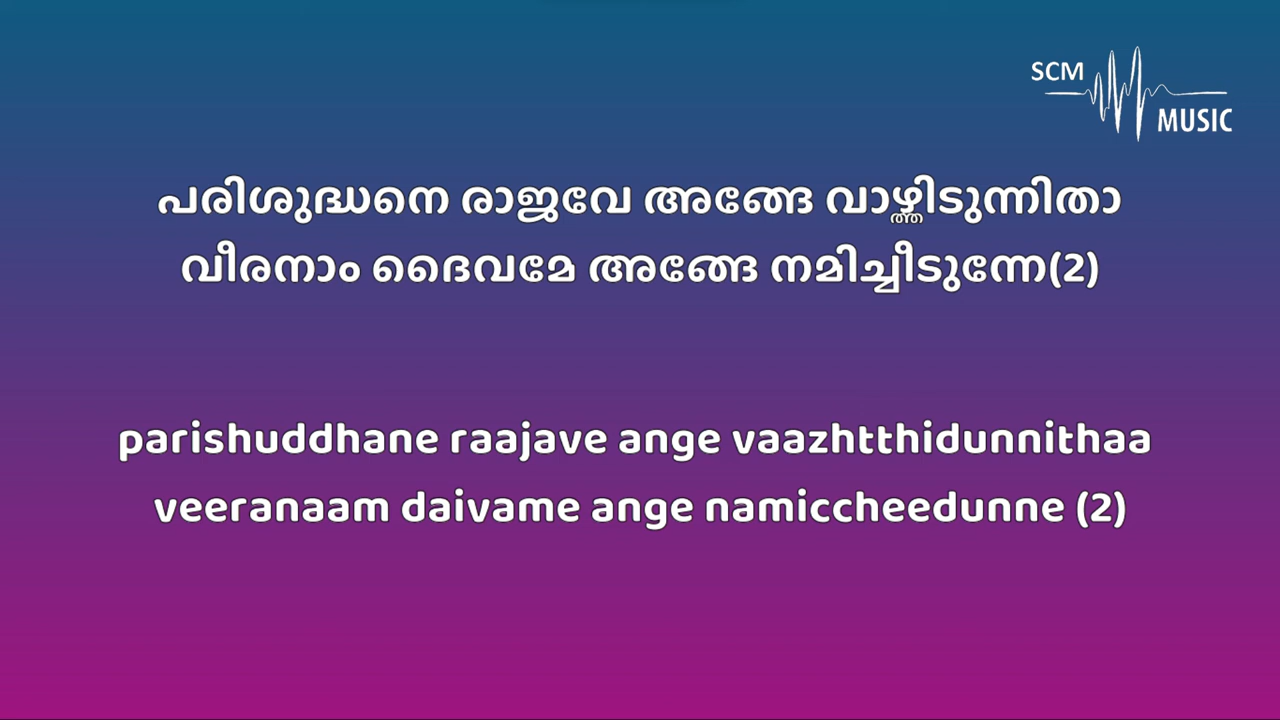 SCM
MUSIC
പരിശുദ്ധനെ രാജവേ അങ്ങേ വാഴ്ത്തിടുന്നിതാ
വീരനാം ദൈവമേ അങ്ങേ നമിച്ചീടുന്നേ(2)
parishuddhane raajave ange vaazhtthidunnithaa
veeranaam daivame ange namiccheedunne (2)